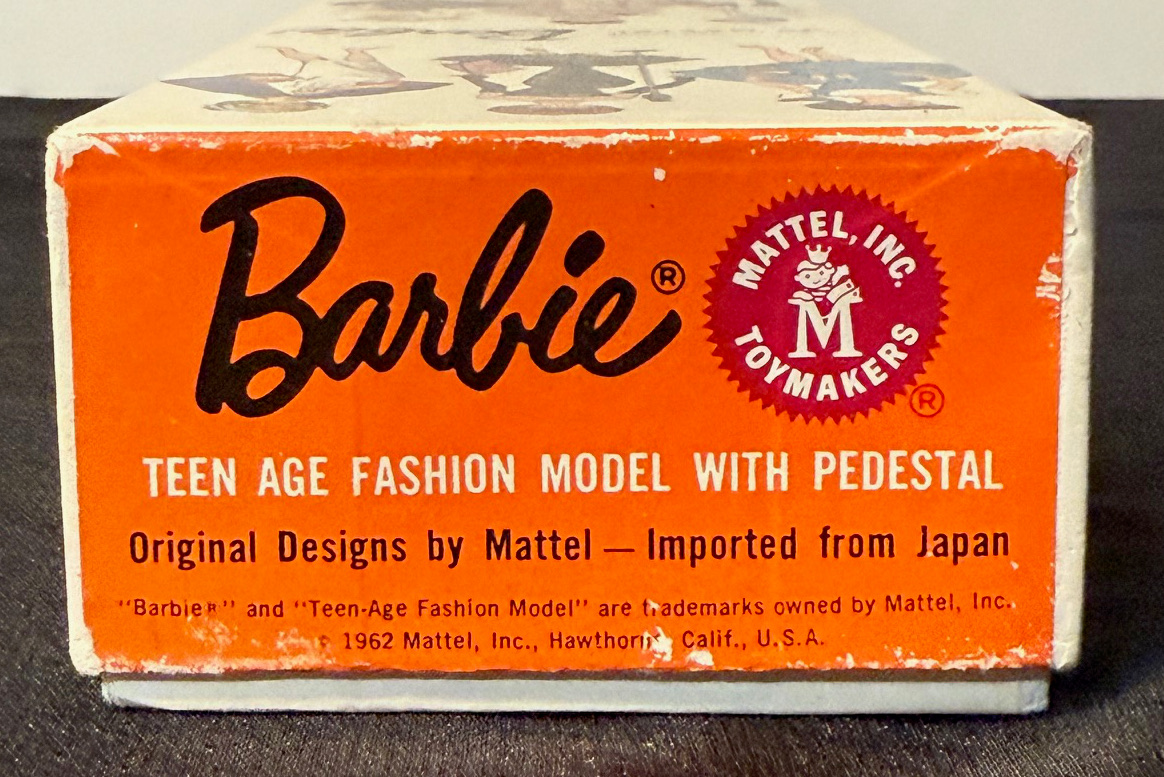 Barbie®
MATTEL, INC.
M
TOYMAKERS
®
TEEN AGE FASHION MODEL WITH PEDESTAL
Original Designs by Mattel — Imported from Japan
"Barbie®" and "Teen-Age Fashion Model" are trademarks owned by Mattel, Inc.
1962 Mattel, Inc., Calif., U.S.A.